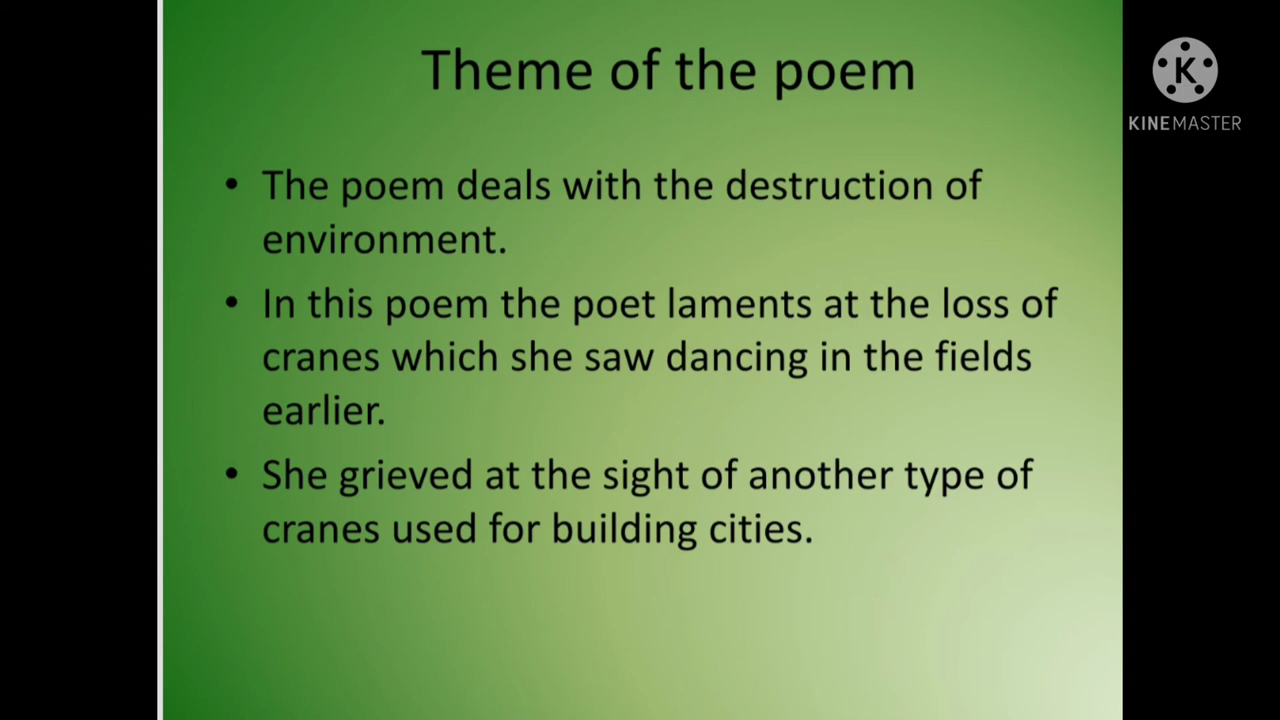 Theme of the poem
• The poem deals with the destruction of
environment.
• In this poem the poet laments at the loss of
cranes which she saw dancing in the fields
earlier.
• She grieved at the sight of another type of
cranes used for building cities.
K
KINEMASTER